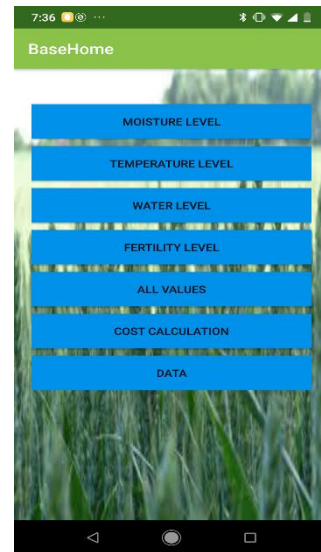 7:36
BaseHome
MOISTURE LEVEL
TEMPERATURE LEVEL
WATER LEVEL
FERTILITY LEVEL
ALL VALUES
COST CALCULATION
DATA